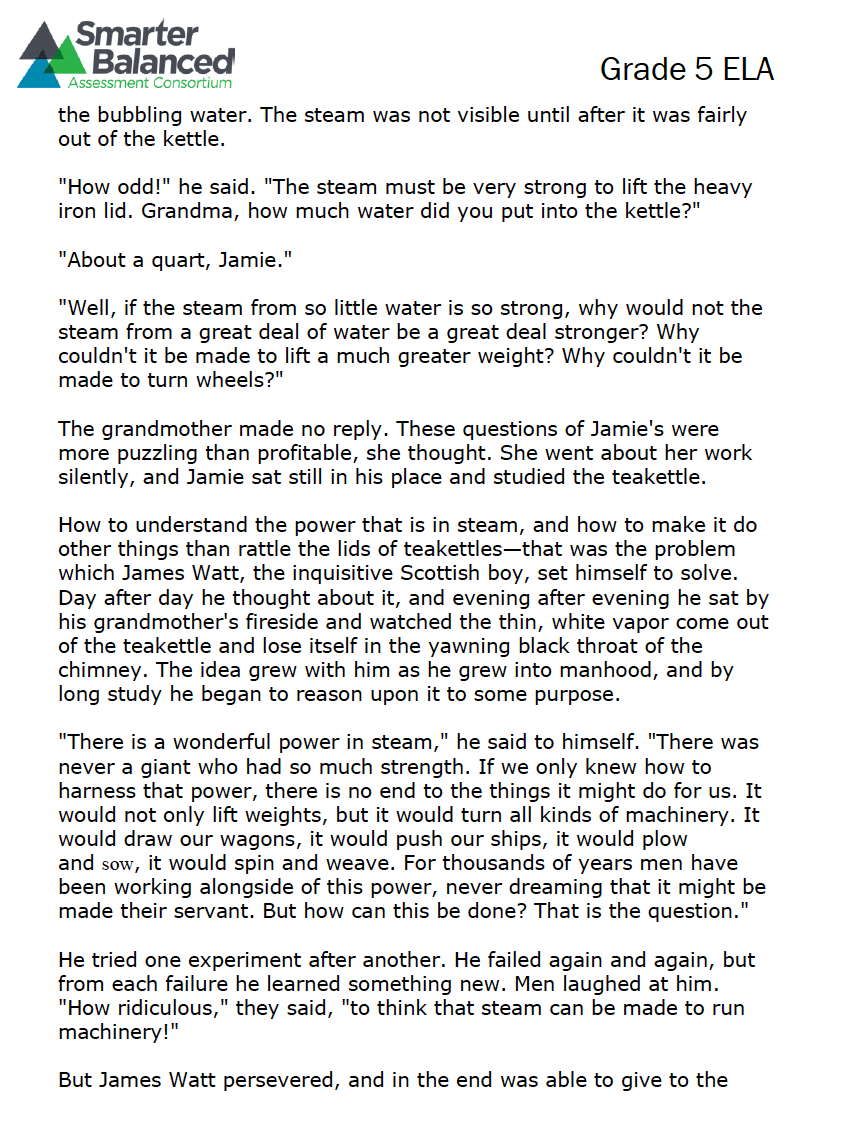 Smarter
Balanced
Assessment Consortium
Grade 5 ELA
the bubbling water. The steam was not visible until after it was fairly
out of the kettle.
"How odd!" he said. "The steam must be very strong to lift the heavy
iron lid. Grandma, how much water did you put into the kettle?"
"About a quart, Jamie."
"Well, if the steam from so little water is so strong, why would not the
steam from a great deal of water be a great deal stronger? Why
couldn't it be made to lift a much greater weight? Why couldn't it be
made to turn wheels?"
The grandmother made no reply. These questions of Jamie's were
more puzzling than profitable, she thought. She went about her work
silently, and Jamie sat still in his place and studied the teakettle.
How to understand the power that is in steam, and how to make it do
other things than rattle the lids of teakettles—that was the problem
which James Watt, the inquisitive Scottish boy, set himself to solve.
Day after day he thought about it, and evening after evening he sat by
his grandmother's fireside and watched the thin, white vapor come out
of the teakettle and lose itself in the yawning black throat of the
chimney. The idea grew with him as he grew into manhood, and by
long study he began to reason upon it to some purpose.
"There is a wonderful power in steam," he said to himself. "There was
never a giant who had so much strength. If we only knew how to
harness that power, there is no end to the things it might do for us. It
would not only lift weights, but it would turn all kinds of machinery. It
would draw our wagons, it would push our ships, it would plow
and sow, it would spin and weave. For thousands of years men have
been working alongside of this power, never dreaming that it might be
made their servant. But how can this be done? That is the question."
He tried one experiment after another. He failed again and again, but
from each failure he learned something new. Men laughed at him.
"How ridiculous," they said, "to think that steam can be made to run
machinery!"
But James Watt persevered, and in the end was able to give to the